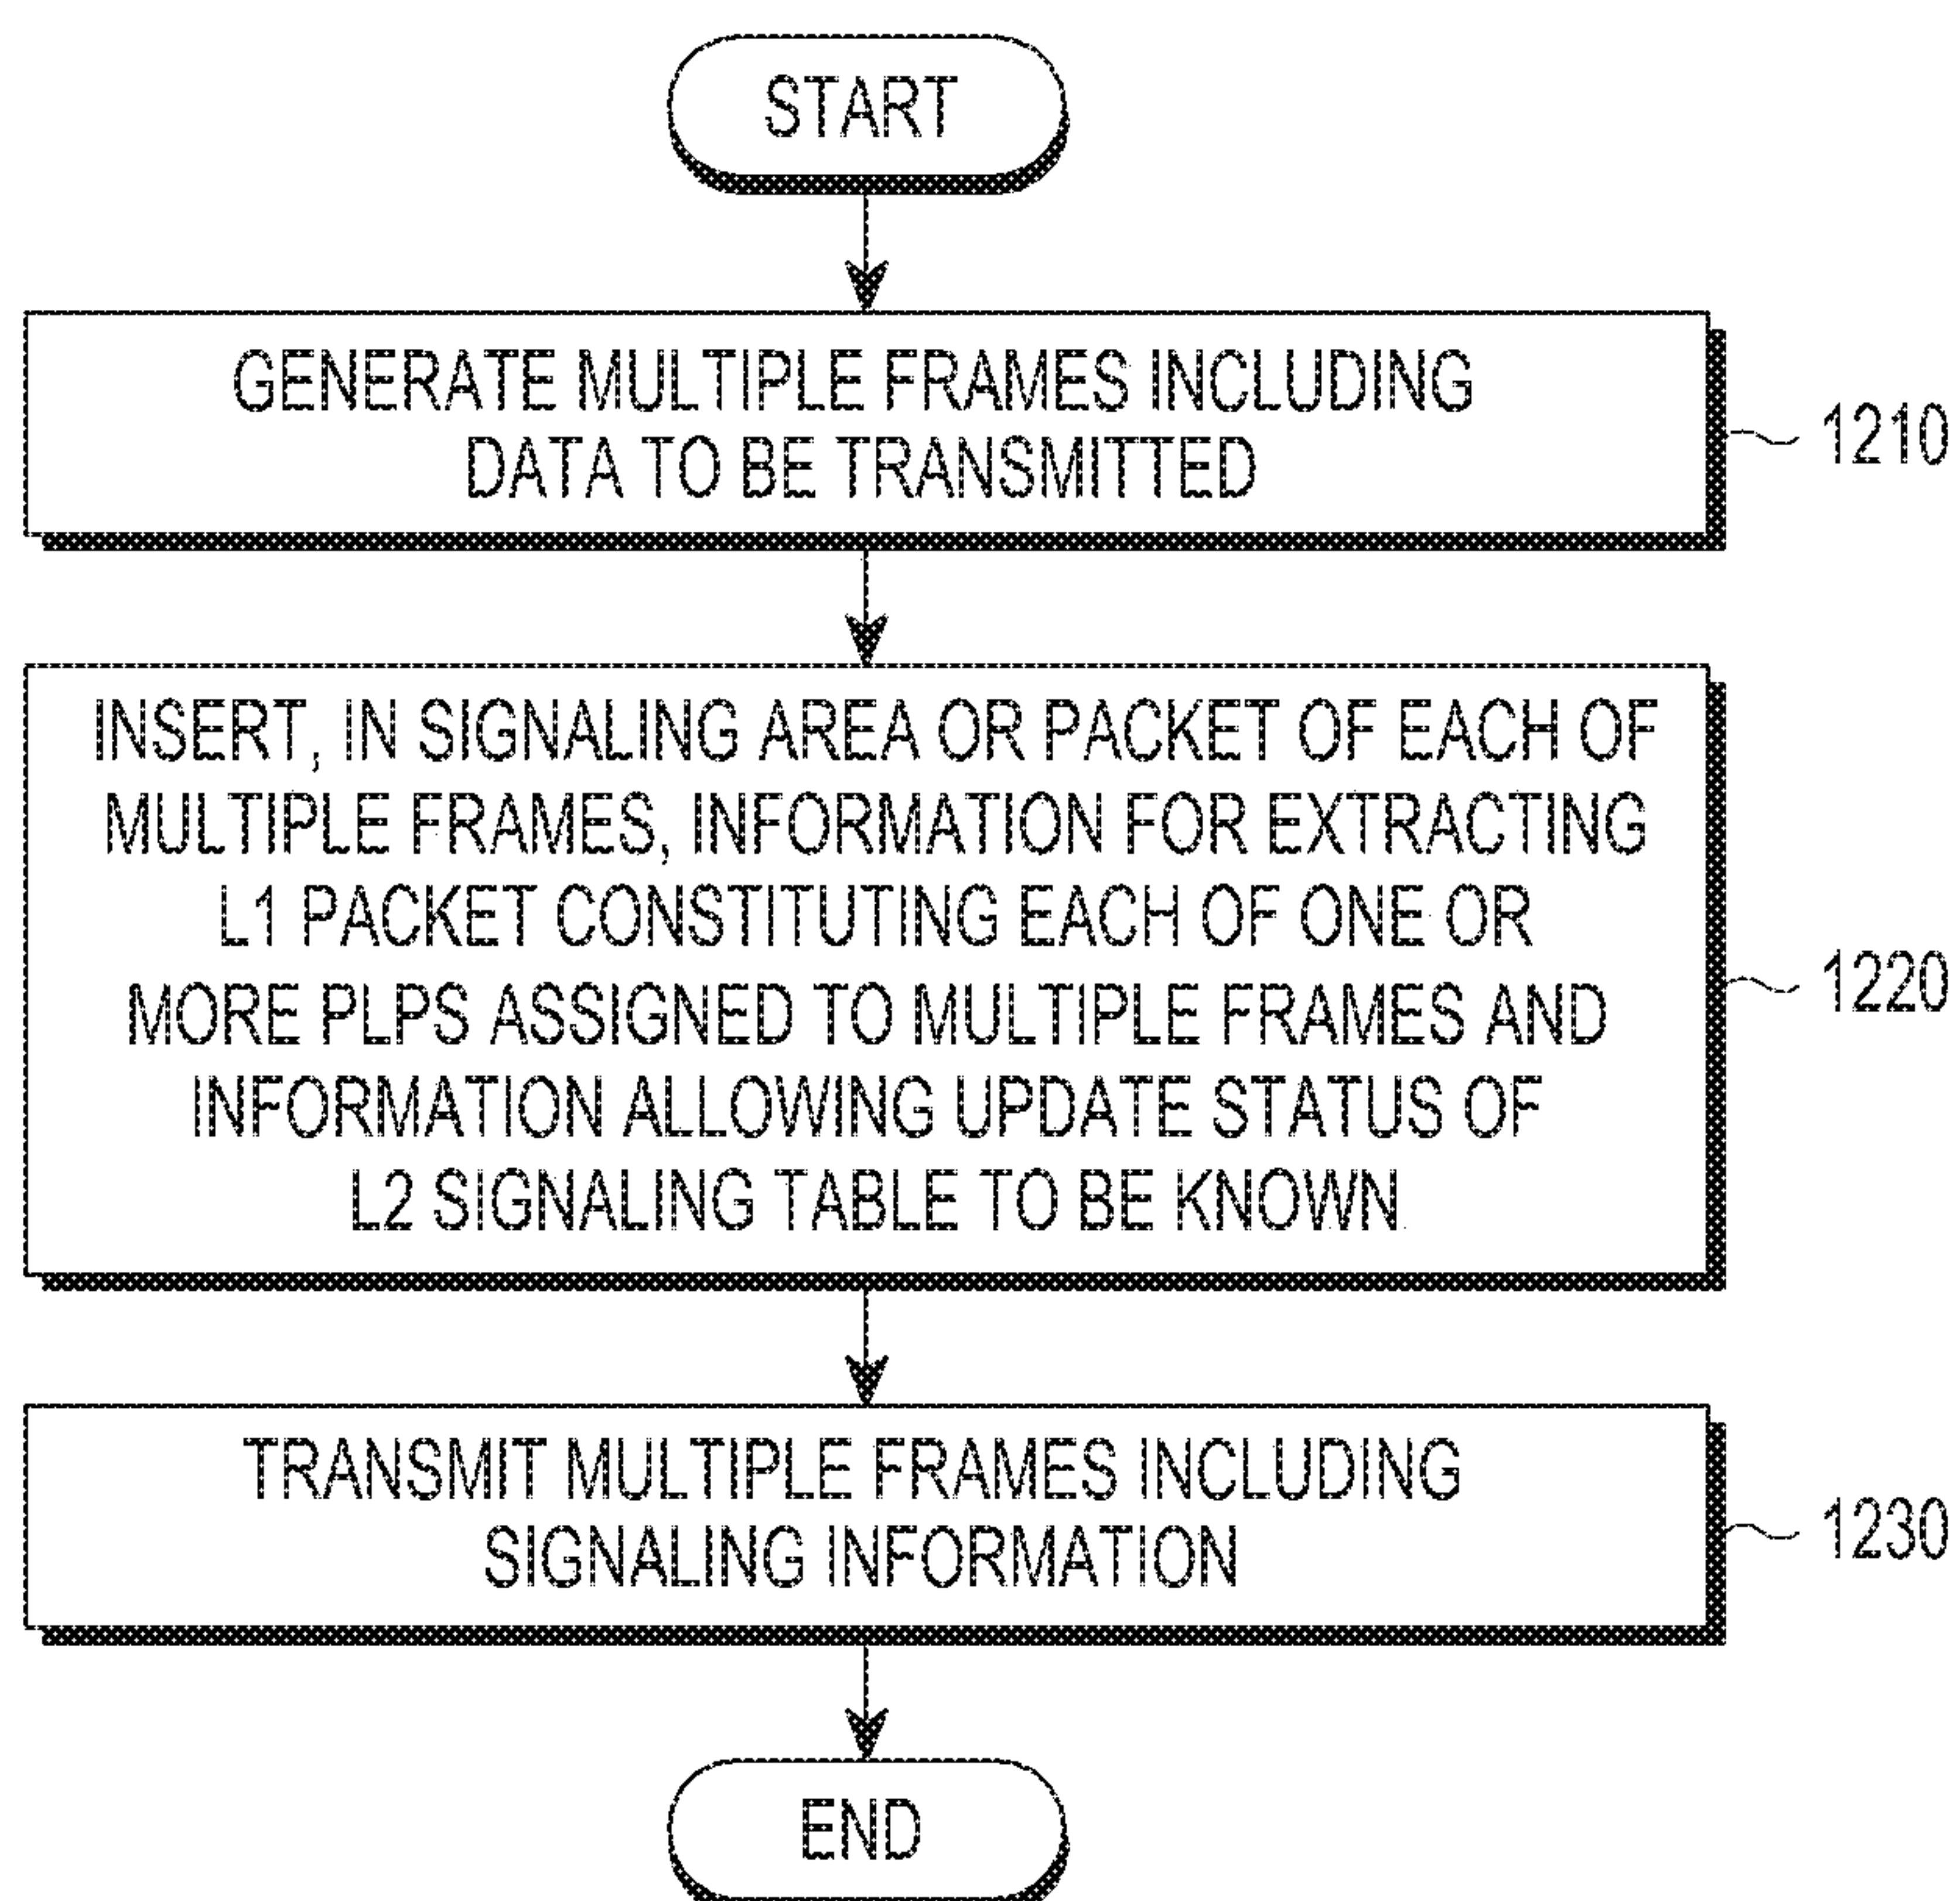 START
GENERATE MULTIPLE FRAMES INCLUDING
DATA TO BE TRANSMITTED
1210
INSERT, IN SIGNALING AREA OR PACKET OF EACH OF
MULTIPLE FRAMES, INFORMATION FOR EXTRACTING
L1 PACKET CONSTITUTING EACH OF ONE OR
MORE PLPS ASSIGNED TO MULTIPLE FRAMES AND
INFORMATION ALLOWING UPDATE STATUS OF
L2 SIGNALING TABLE TO BE KNOWN
1220
TRANSMIT MULTIPLE FRAMES INCLUDING
SIGNALING INFORMATION
1230
END